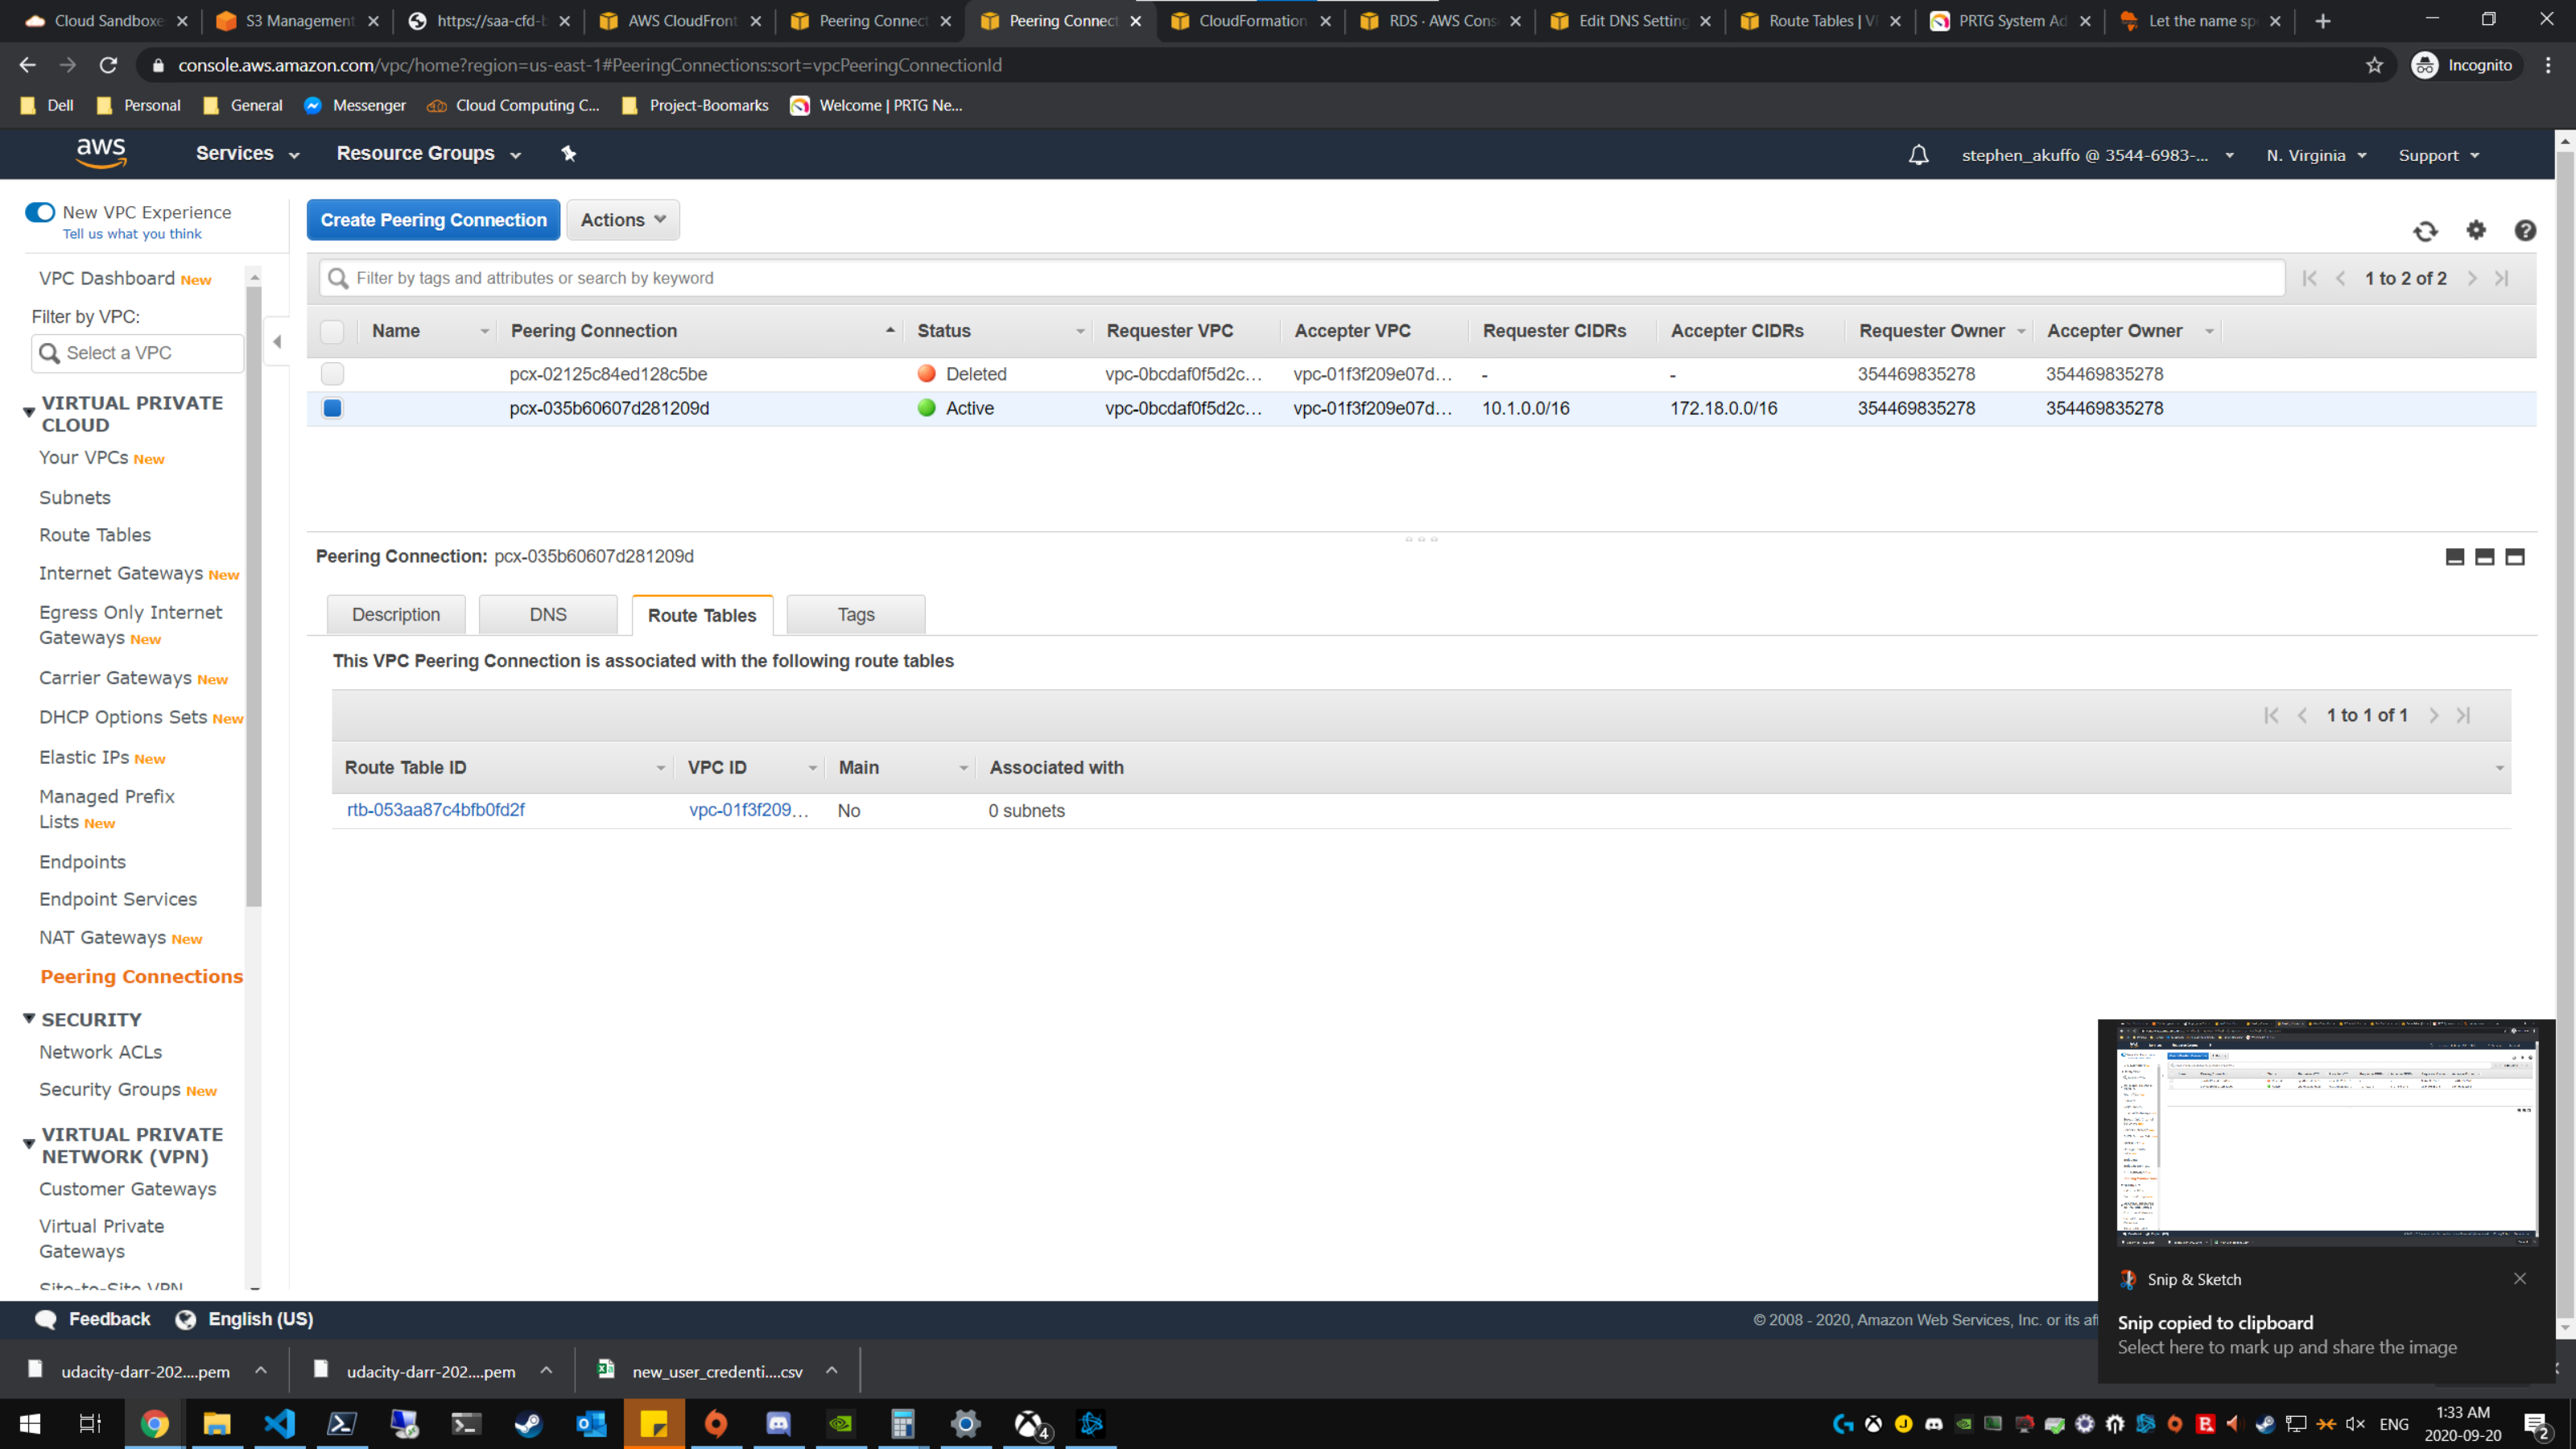 Cloud Sandboxe
S3 Management
https://saa-cfd-b
AWS CloudFront
Peering Connect
Peering Connect
CloudFormation
RDS · AWS Cons
Edit DNS Setting
Route Tables | V
PRTG System Ad
Let the name sp
console.aws.amazon.com/vpc/home?region=us-east-1#PeeringConnections:sort=vpcPeeringConnectionId
Incognito
Dell
Personal
General
Messenger
Cloud Computing C...
Project-Boomarks
Welcome | PRTG Ne...
aws
Services
Resource Groups
stephen_akuffo @ 3544-6983-...
N. Virginia
Support
New VPC Experience
Tell us what you think
Create Peering Connection
Actions
VPC Dashboard New
Filter by VPC:
Select a VPC
VIRTUAL PRIVATE
CLOUD
Your VPCs New
Subnets
Route Tables
Internet Gateways New
Egress Only Internet
Gateways New
Carrier Gateways New
DHCP Options Sets New
Elastic IPs New
Managed Prefix
Lists New
Endpoints
Endpoint Services
NAT Gateways New
Peering Connections
SECURITY
Network ACLs
Security Groups New
VIRTUAL PRIVATE
NETWORK (VPN)
Customer Gateways
Virtual Private
Gateways
Site-to-Site VPN
Filter by tags and attributes or search by keyword
1 to 2 of 2
Name Peering Connection Status Requester VPC Accepter VPC Requester CIDRs Accepter CIDRs Requester Owner Accepter Owner
pcx-02125c84ed128c5be Deleted vpc-0bcdaf0f5d2c... vpc-01f3f209e07d... - - 354469835278 354469835278
pcx-035b60607d281209d Active vpc-0bcdaf0f5d2c... vpc-01f3f209e07d... 10.1.0.0/16 172.18.0.0/16 354469835278 354469835278
Peering Connection: pcx-035b60607d281209d
Description
DNS
Route Tables
Tags
This VPC Peering Connection is associated with the following route tables
1 to 1 of 1
Route Table ID VPC ID Main Associated with
rtb-053aa87c4bfb0fd2f vpc-01f3f209... No 0 subnets
Snip & Sketch
Snip copied to clipboard
Select here to mark up and share the image
Feedback
English (US)
© 2008 - 2020, Amazon Web Services, Inc. or its aff
udacity-darr-202....pem
udacity-darr-202....pem
new_user_credenti....csv
4
ENG
1:33 AM
2020-09-20
2